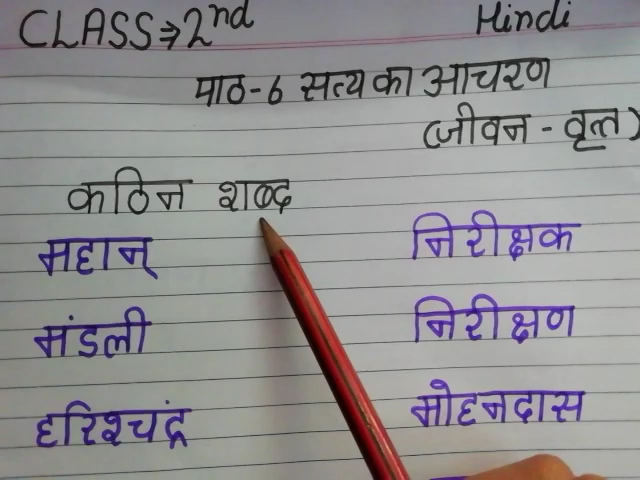 CLASS⇒2nd Hindi
पाठ-6 सत्य का आचरण
(जीवन - वृत्त)
कठिन शब्द
महान् निरीक्षक
मंडली निरीक्षण
हरिश्चंद्र मोहनदास